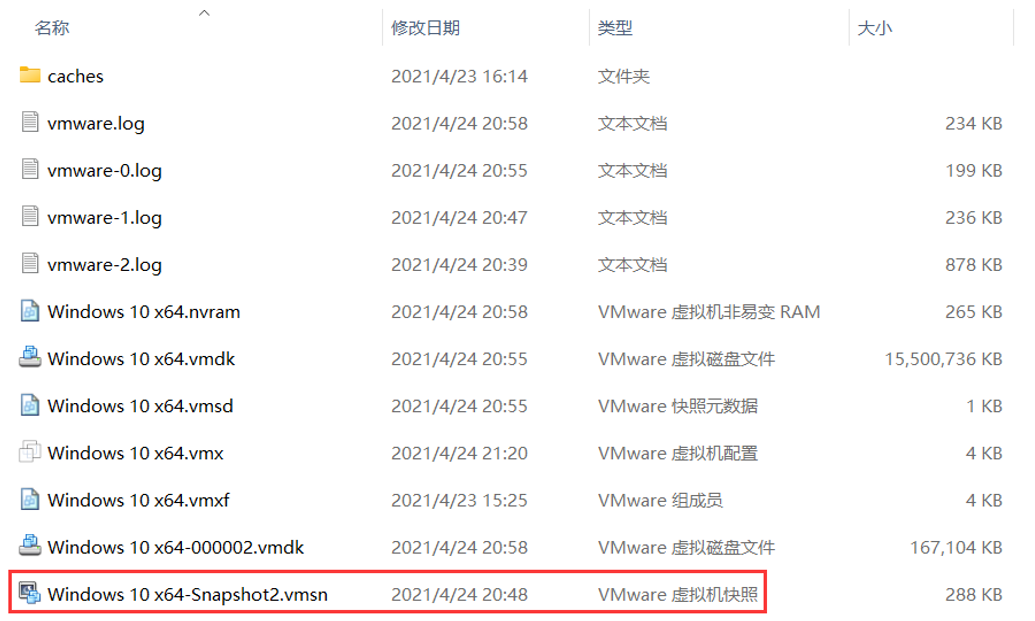 名称 修改日期 类型 大小
caches 2021/4/23 16:14 文件夹
vmware.log 2021/4/24 20:58 文本文档 234 KB
vmware-0.log 2021/4/24 20:55 文本文档 199 KB
vmware-1.log 2021/4/24 20:47 文本文档 236 KB
vmware-2.log 2021/4/24 20:39 文本文档 878 KB
Windows 10 x64.nvram 2021/4/24 20:58 VMware 虚拟机非易变 RAM 265 KB
Windows 10 x64.vmdk 2021/4/24 20:55 VMware 虚拟磁盘文件 15,500,736 KB
Windows 10 x64.vmsd 2021/4/24 20:55 VMware 快照元数据 1 KB
Windows 10 x64.vmx 2021/4/24 21:20 VMware 虚拟机配置 4 KB
Windows 10 x64.vmxf 2021/4/23 15:25 VMware 组成员 4 KB
Windows 10 x64-000002.vmdk 2021/4/24 20:58 VMware 虚拟磁盘文件 167,104 KB
Windows 10 x64-Snapshot2.vmsn 2021/4/24 20:48 VMware 虚拟机快照 288 KB